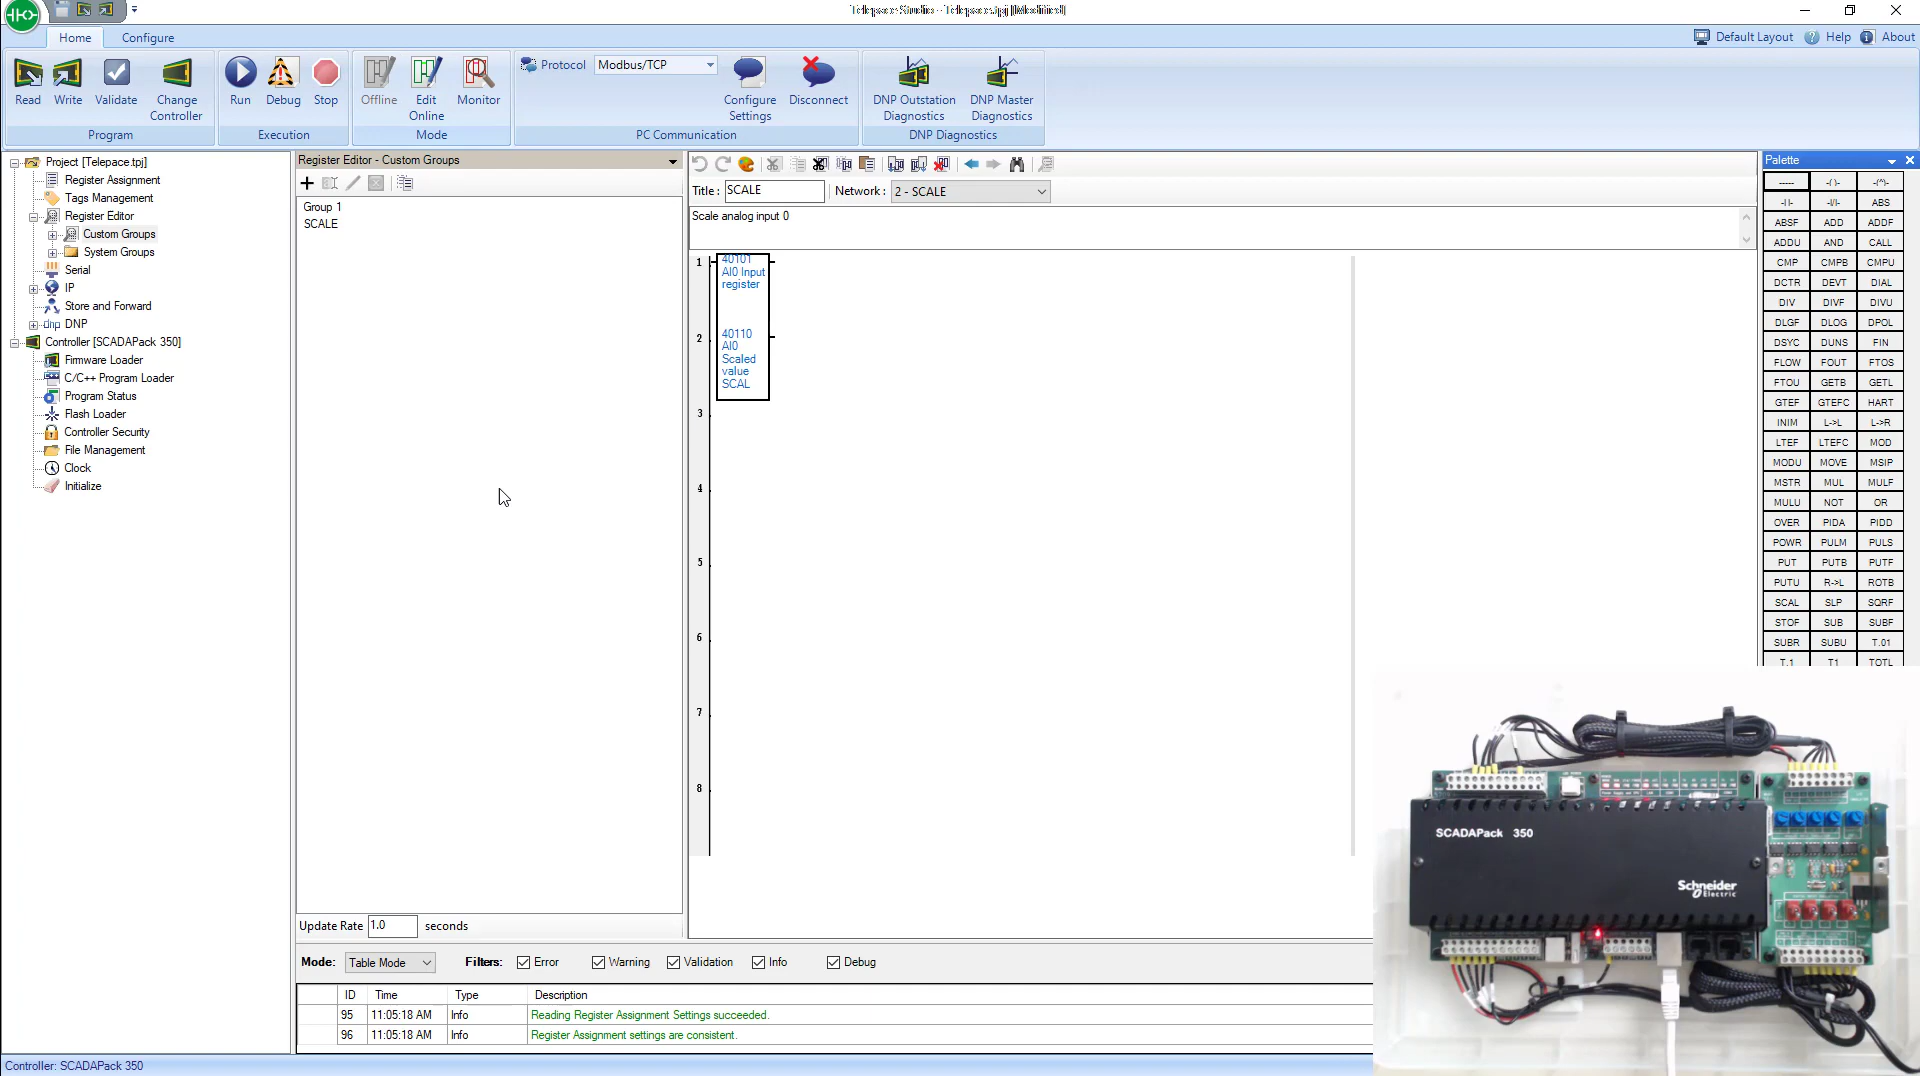 Telepace Studio - Telepace.tpj [Modified]
Home Configure Default Layout Help About
Read Write Validate Change Controller Run Debug Stop Offline Edit Online Monitor
Protocol Modbus/TCP Configure Settings Disconnect DNP Outstation Diagnostics DNP Master Diagnostics
Program Execution Mode PC Communication DNP Diagnostics
Project [Telepace.tpj]
Register Assignment
Tags Management
Register Editor
Custom Groups
System Groups
Serial
IP
Store and Forward
dnp DNP
Controller [SCADAPack 350]
Firmware Loader
C/C++ Program Loader
Program Status
Flash Loader
Controller Security
File Management
Clock
Initialize
Register Editor - Custom Groups
Group 1
SCALE
Update Rate 1.0 seconds
Title : SCALE Network : 2 - SCALE
Scale analog input 0
1
40101
AI0 Input
register
2
40110
AI0
Scaled
value
SCAL
3
4
5
6
7
8
Palette
----- -( )- -(^)-
-| |- -|/|- ABS
ABSF ADD ADDF
ADDU AND CALL
CMP CMPB CMPU
DCTR DEVT DIAL
DIV DIVF DIVU
DLGF DLOG DPOL
DSYC DUNS FIN
FLOW FOUT FTOS
FTOU GETB GETL
GTEF GTEFC HART
INIM L->L L->R
LTEF LTEFC MOD
MODU MOVE MSIP
MSTR MUL MULF
MULU NOT OR
OVER PIDA PIDD
POWR PULM PULS
PUT PUTB PUTF
PUTU R->L ROTB
SCAL SLP SQRF
STOF SUB SUBF
SUBR SUBU T.01
T.1 T1 TOTL
Mode: Table Mode Filters: Error Warning Validation Info Debug
ID Time Type Description
95 11:05:18 AM Info Reading Register Assignment Settings succeeded.
96 11:05:18 AM Info Register Assignment settings are consistent.
Controller: SCADAPack 350
SCADAPack 350
Schneider
Electric